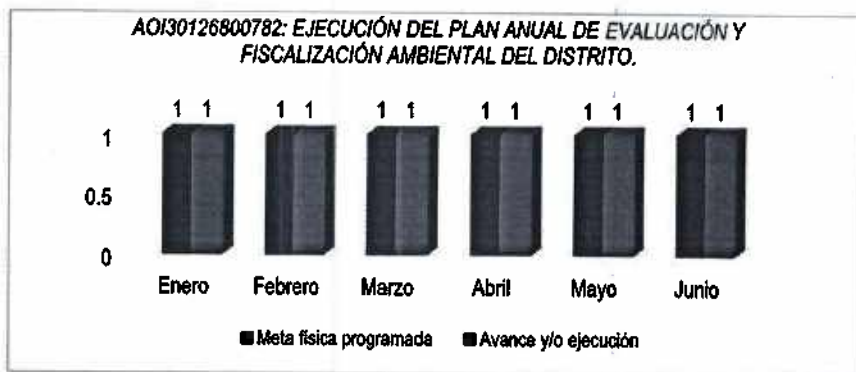 AOI30126800782: EJECUCIÓN DEL PLAN ANUAL DE EVALUACIÓN Y
FISCALIZACIÓN AMBIENTAL DEL DISTRITO.
1 1 1 1 1 1 1 1 1 1 1 1
1
0.5
0
Enero Febrero Marzo Abril Mayo Junio
Meta física programada Avance y/o ejecución